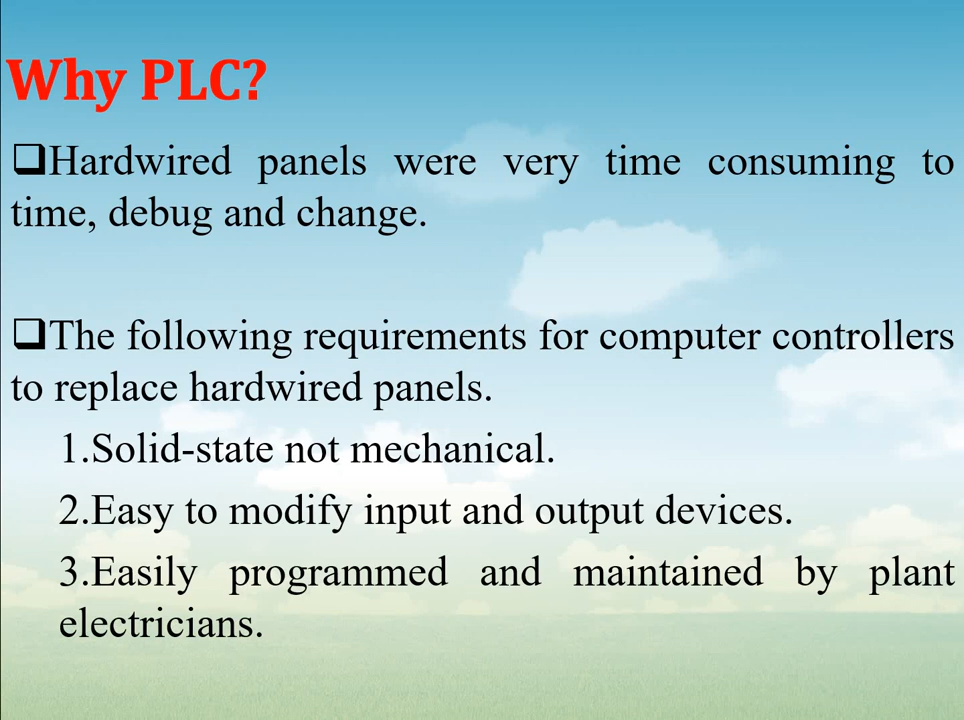 Why PLC?
❑Hardwired panels were very time consuming to
time, debug and change.
❑The following requirements for computer controllers
to replace hardwired panels.
1.Solid-state not mechanical.
2.Easy to modify input and output devices.
3.Easily programmed and maintained by plant
electricians.